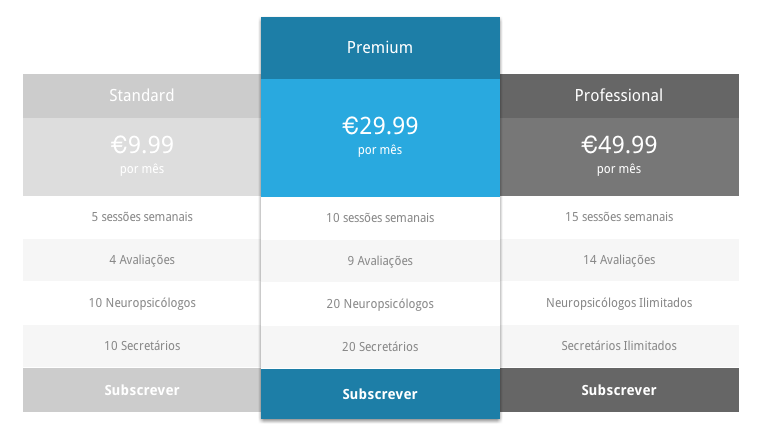 Standard
€9.99
por mês
5 sessões semanais
4 Avaliações
10 Neuropsicólogos
10 Secretários
Subscrever
Premium
€29.99
por mês
10 sessões semanais
9 Avaliações
20 Neuropsicólogos
20 Secretários
Subscrever
Professional
€49.99
por mês
15 sessões semanais
14 Avaliações
Neuropsicólogos Ilimitados
Secretários Ilimitados
Subscrever